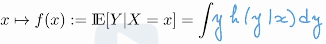 x ↦ f(x) := 𝔼[Y|X = x] = ∫ y h(y|x) dy